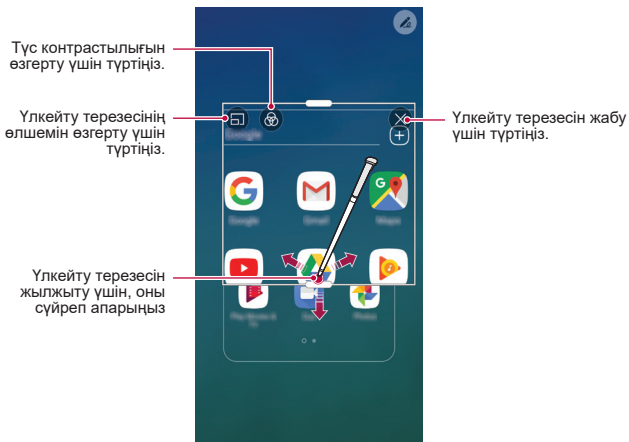 Түс контрастылығын
өзгерту үшін түртіңіз.
Үлкейту терезесінің
өлшемін өзгерту үшін
түртіңіз.
Үлкейту терезесін жабу
үшін түртіңіз.
Үлкейту терезесін
жылжыту үшін, оны
сүйреп апарыңыз